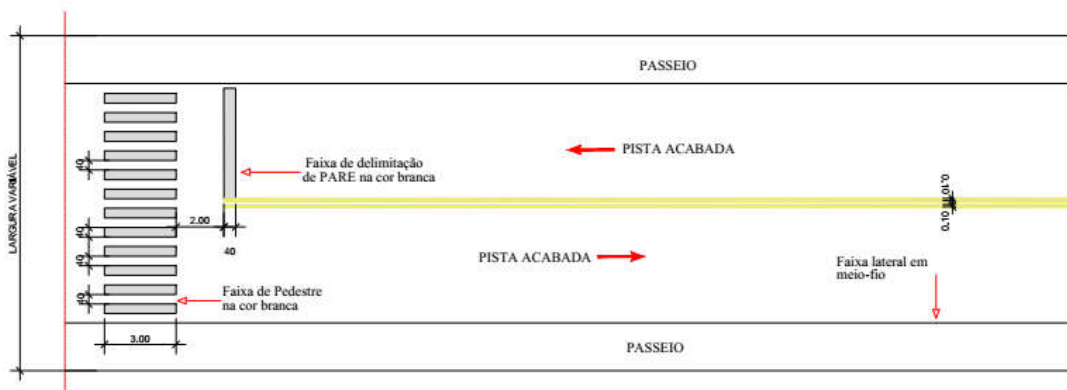 PASSEIO
PISTA ACABADA
Faixa de delimitação
de PARE na cor branca
40
LARGURA VARIÁVEL
0.10
0.10
2.00
40
40
40
PISTA ACABADA
Faixa lateral em
meio-fio
Faixa de Pedestre
na cor branca
3.00
PASSEIO